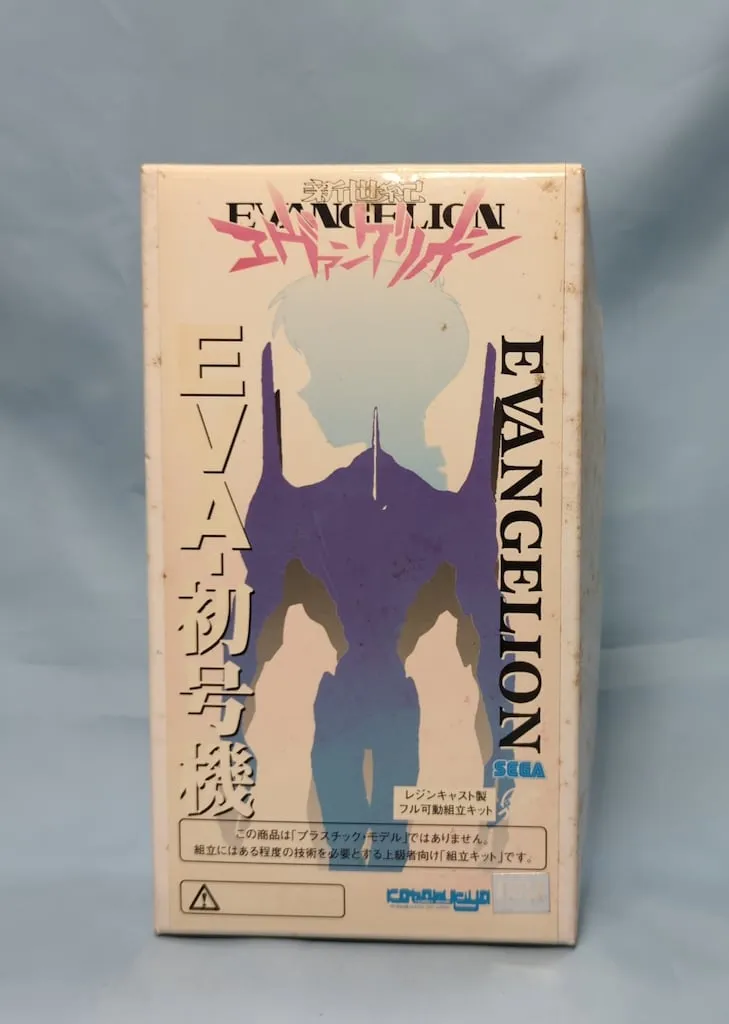 新世紀
EVANGELION
エヴァンゲリオン
EVA初号機
EVANGELION
SEGA
レジンキャスト製
フル可動組立キット
この商品は「プラスチック・モデル」ではありません。
組立にはある程度の技術を必要とする上級者向け「組立キット」です。
KOTOBUKIYA